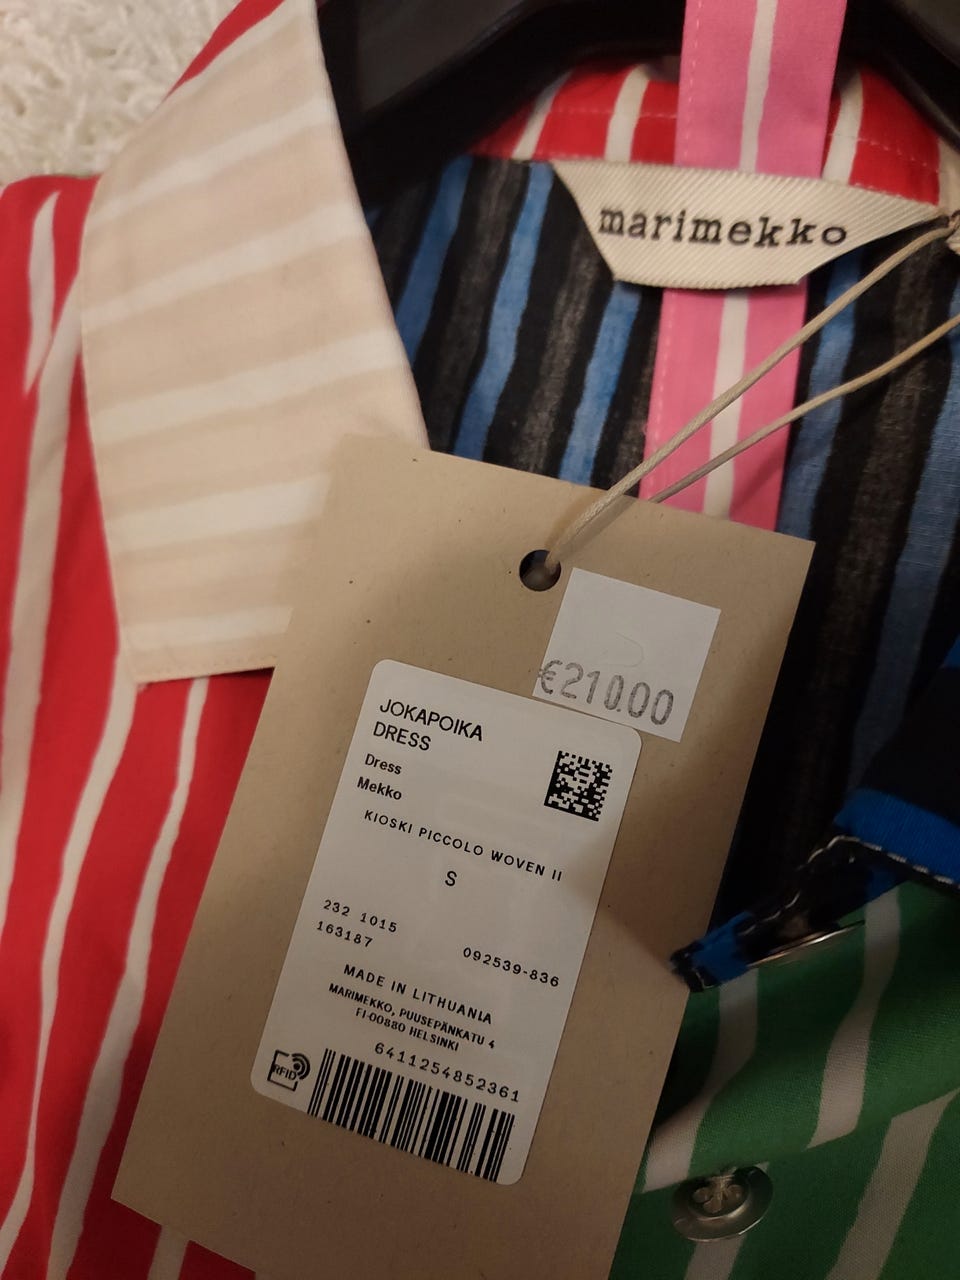 marimekko
€210.00
JOKAPOIKA
DRESS
Dress
Mekko
KIOSKI PICCOLO WOVEN II
S
232 1015
163187
092539-836
MADE IN LITHUANIA
MARIMEKKO, PUUSEPÄNKATU 4
FI-00880 HELSINKI
6411254852361
RFID